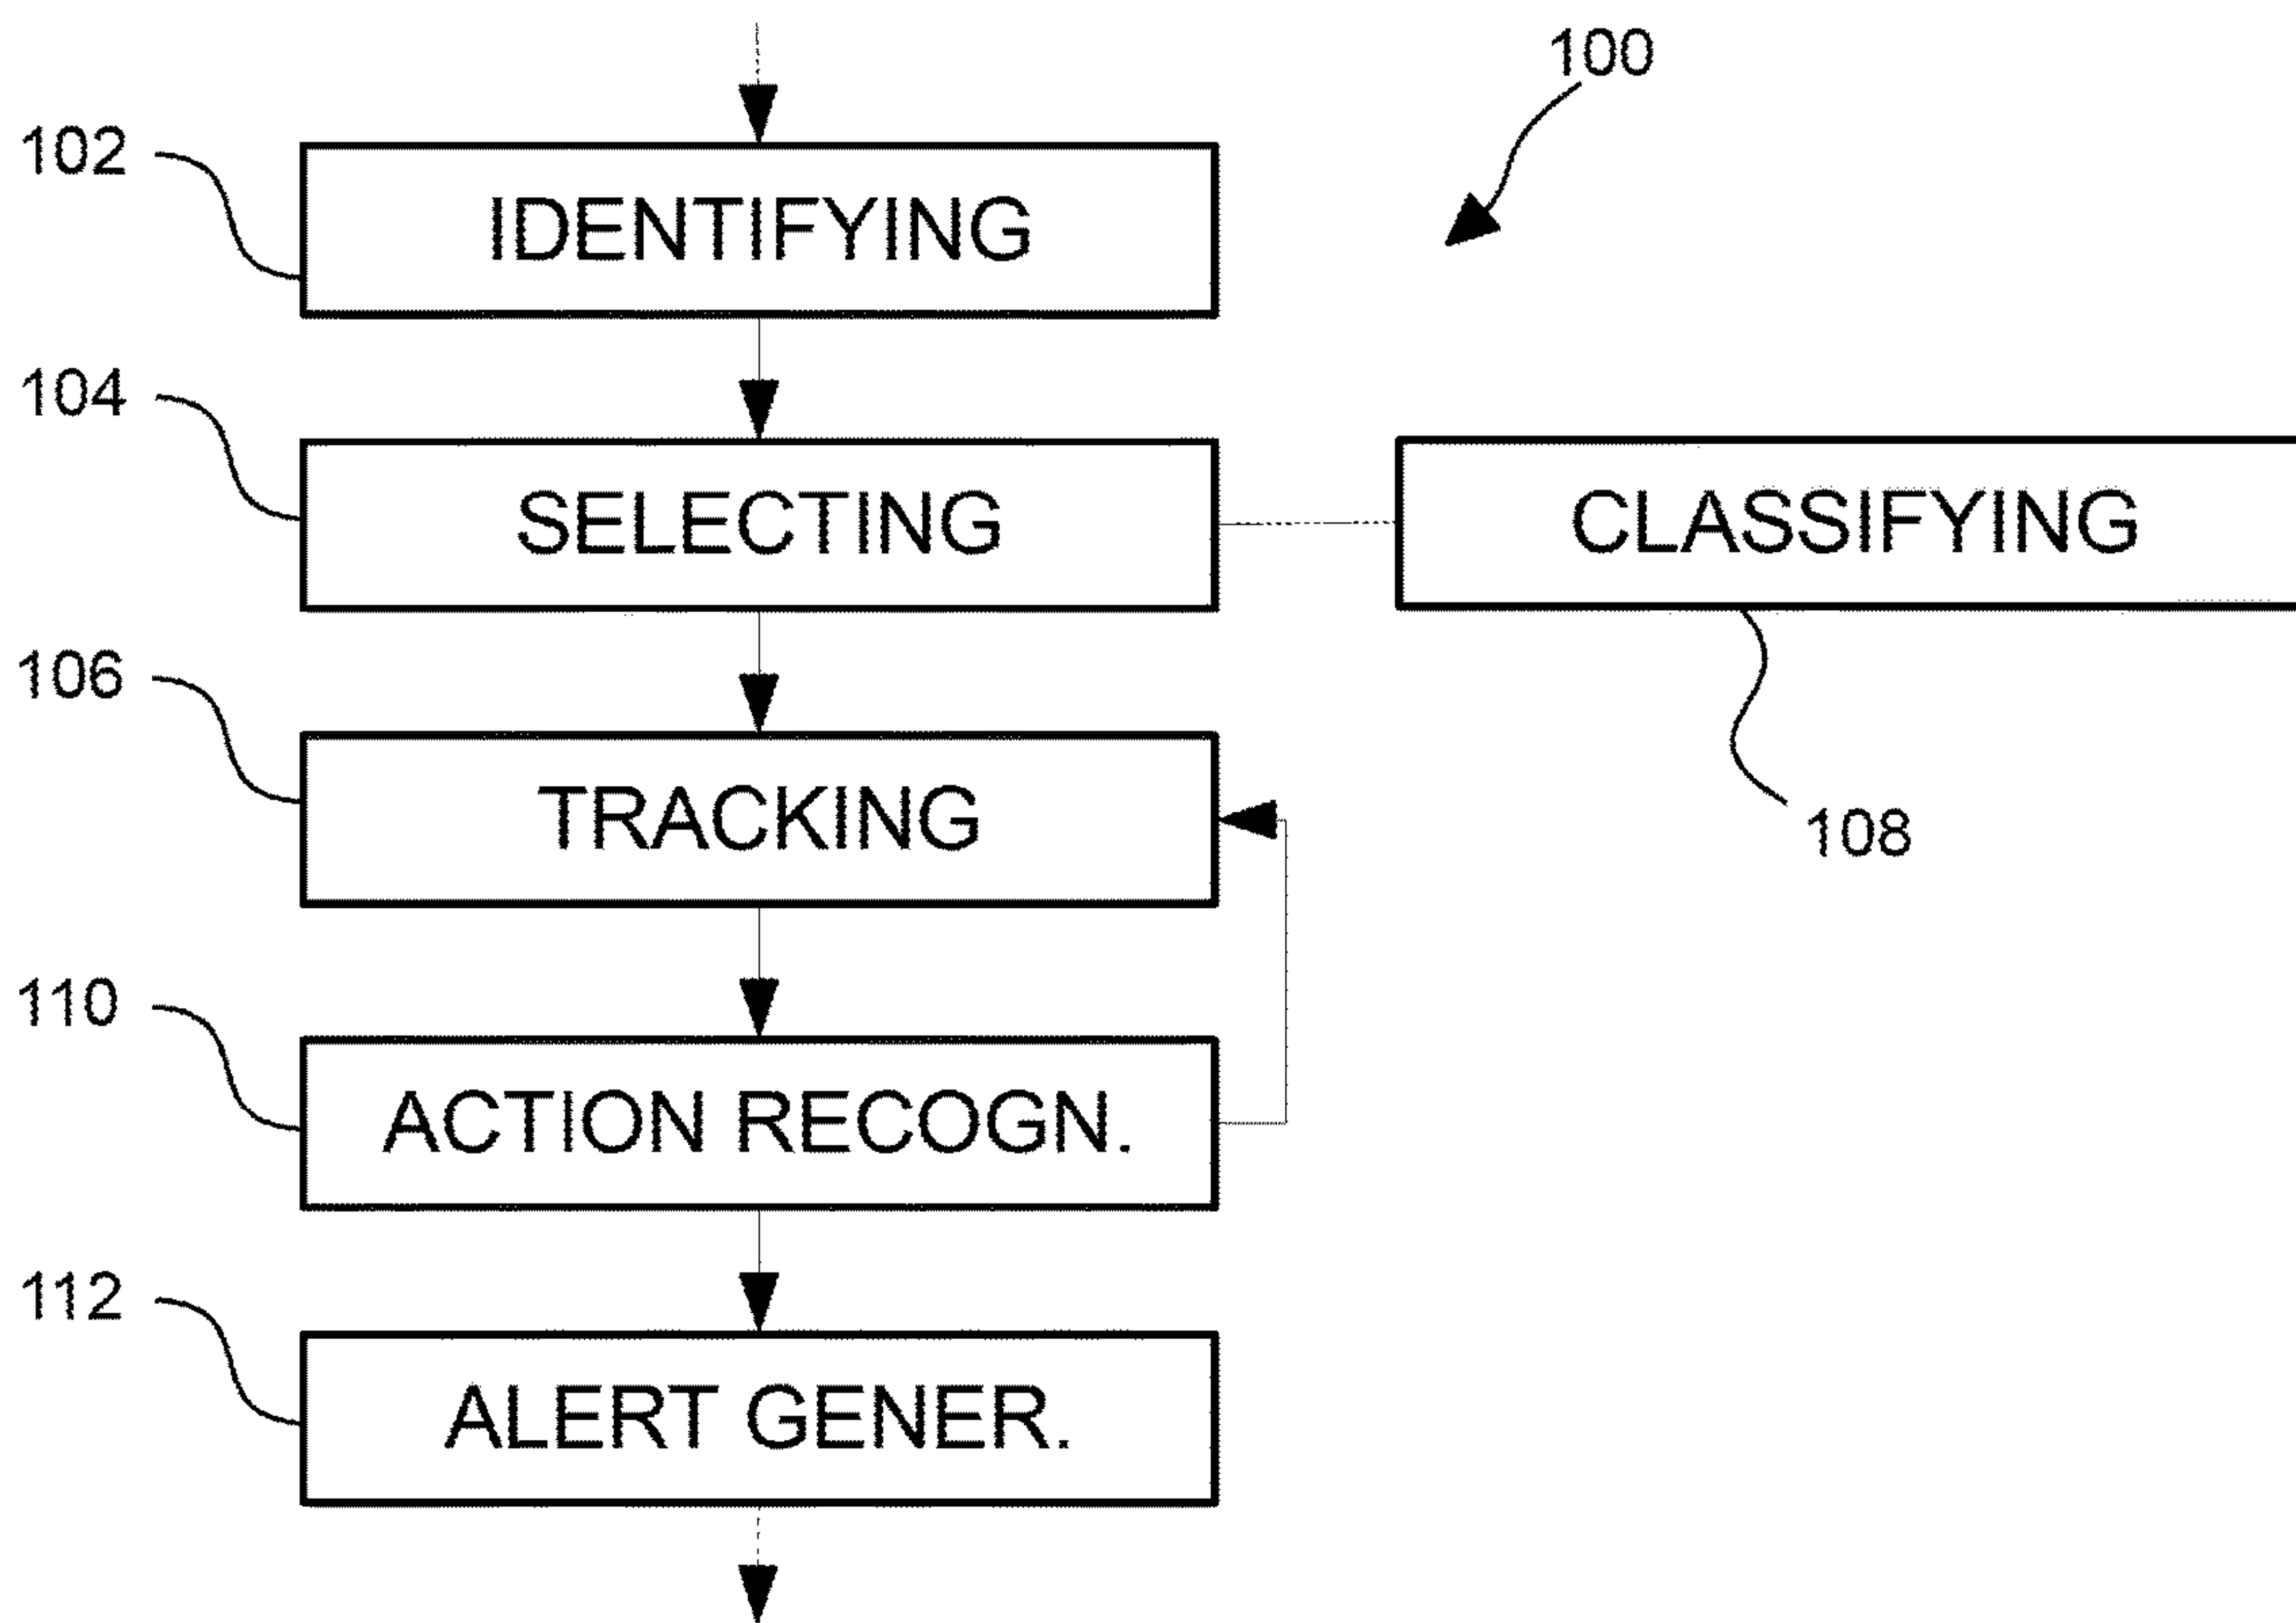 100
102
IDENTIFYING
104
SELECTING
CLASSIFYING
106
TRACKING
108
110
ACTION RECOGN.
112
ALERT GENER.